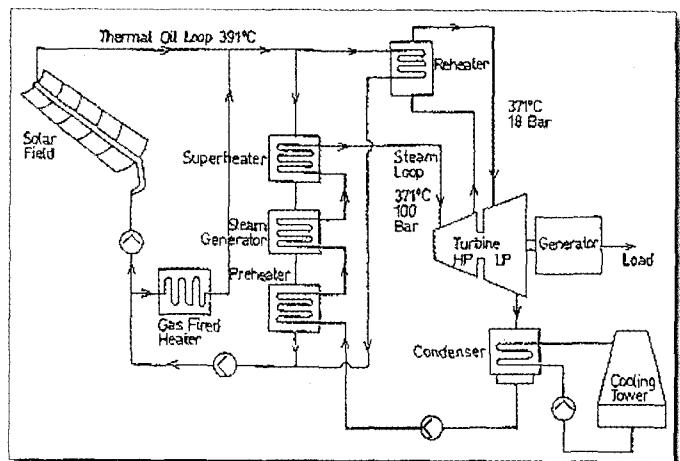 Thermal Oil Loop 391°C
Solar
Field
Reheater
371°C
18 Bar
Superheater
Steam
Loop
371°C
100
Bar
Steam
Generator
Turbine
HP LP
Generator
Load
Preheater
Gas Fired
Heater
Condenser
Cooling
Tower